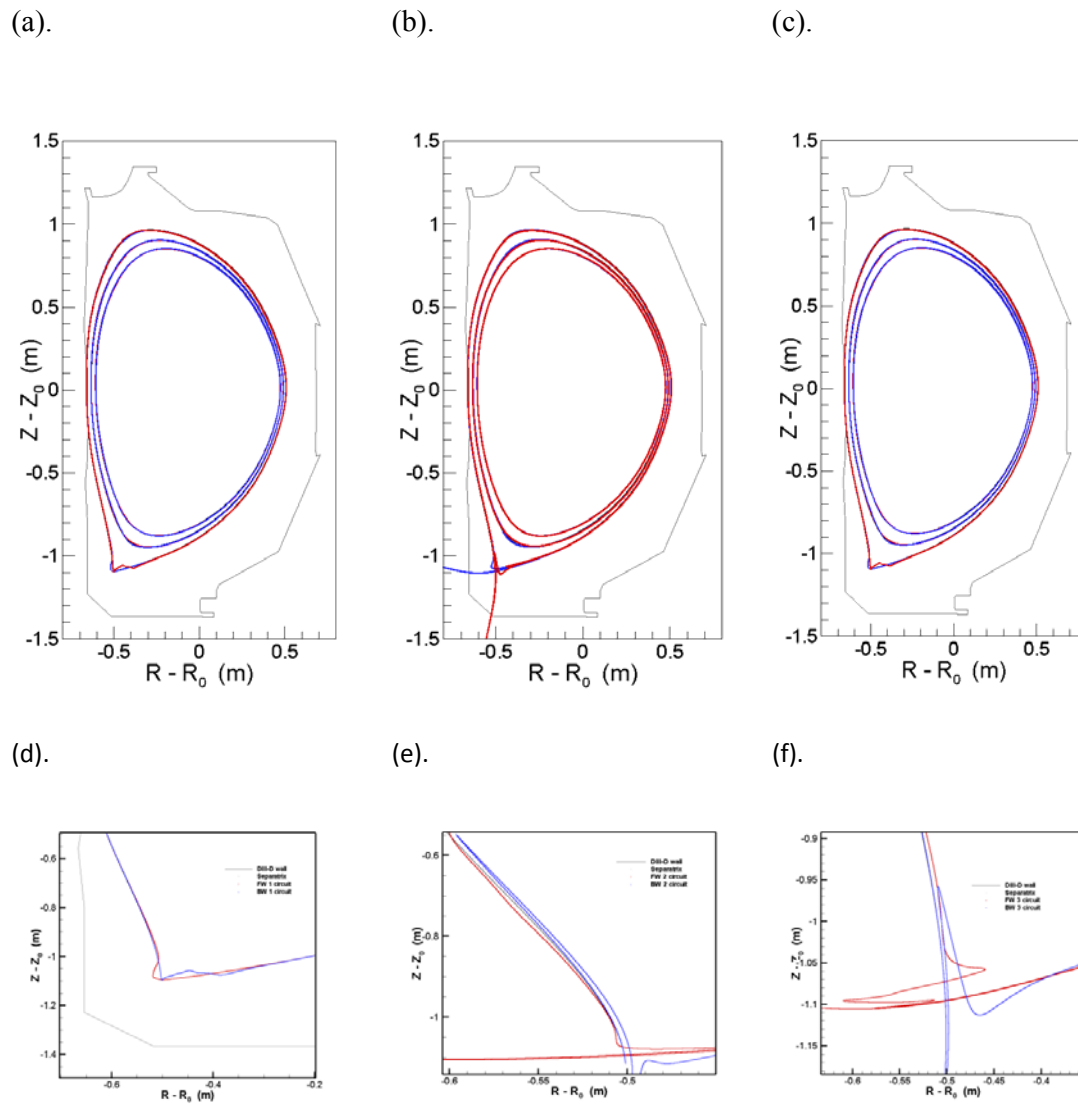 (a).
(b).
(c).
1.5
1
0.5
0
-0.5
-1
-1.5
Z - Z0 (m)
-0.5
0
0.5
R - R0 (m)
1.5
1
0.5
0
-0.5
-1
-1.5
Z - Z0 (m)
-0.5
0
0.5
R - R0 (m)
1.5
1
0.5
0
-0.5
-1
-1.5
Z - Z0 (m)
-0.5
0
0.5
R - R0 (m)
(d).
(e).
(f).
-0.6
-0.8
-1
-1.2
-1.4
Z - Z0 (m)
DIII-D wall
Separatrix
FW 1 circuit
BW 1 circuit
-0.6
-0.4
-0.2
R - R0 (m)
-0.6
-0.8
-1
Z - Z0 (m)
DIII-D wall
Separatrix
FW 2 circuit
BW 2 circuit
-0.6
-0.55
-0.5
R - R0 (m)
-0.9
-0.95
-1
-1.05
-1.1
-1.15
Z - Z0 (m)
DIII-D wall
Separatrix
FW 3 circuit
BW 3 circuit
-0.6
-0.55
-0.5
-0.45
-0.4
-0.35
R - R0 (m)